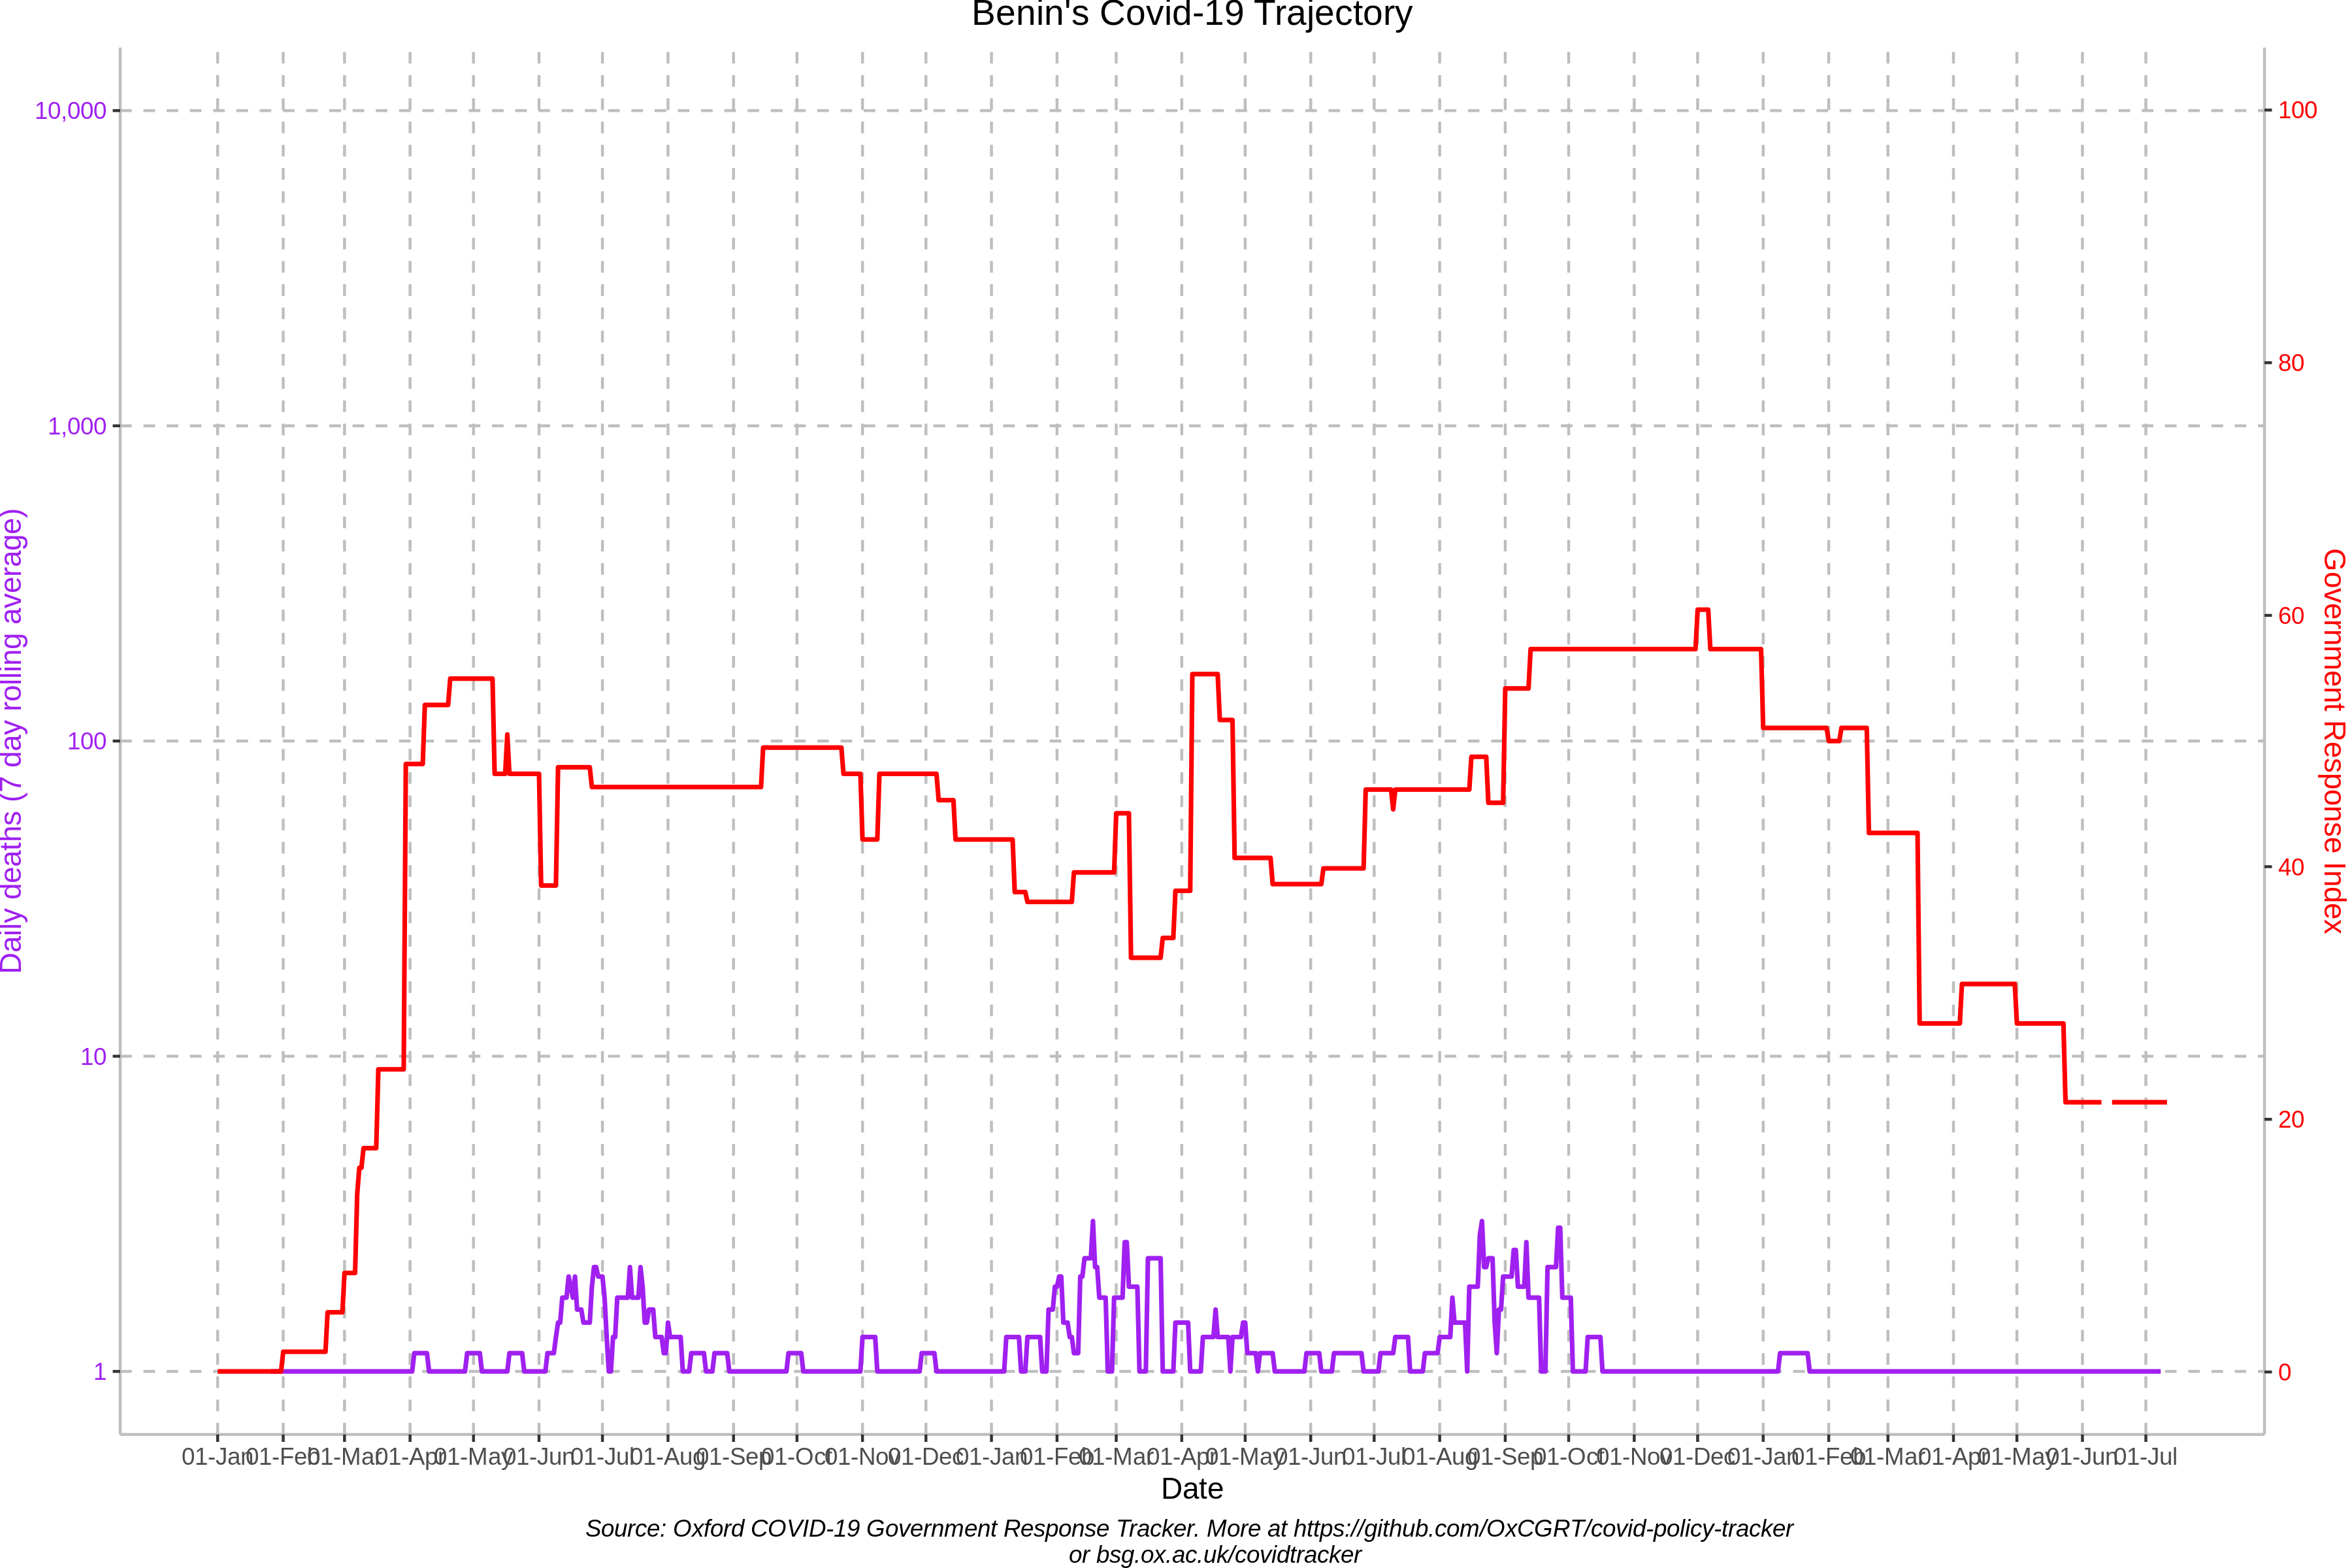 Benin's Covid-19 Trajectory
10,000
1,000
100
10
1
Daily deaths (7 day rolling average)
100
80
60
40
20
0
Government Response Index
01-Jan 01-Feb 01-Mar 01-Apr 01-May 01-Jun 01-Jul 01-Aug 01-Sep 01-Oct 01-Nov 01-Dec 01-Jan 01-Feb 01-Mar 01-Apr 01-May 01-Jun 01-Jul 01-Aug 01-Sep 01-Oct 01-Nov 01-Dec 01-Jan 01-Feb 01-Mar 01-Apr 01-May 01-Jun 01-Jul
Date
Source: Oxford COVID-19 Government Response Tracker. More at https://github.com/OxCGRT/covid-policy-tracker
or bsg.ox.ac.uk/covidtracker